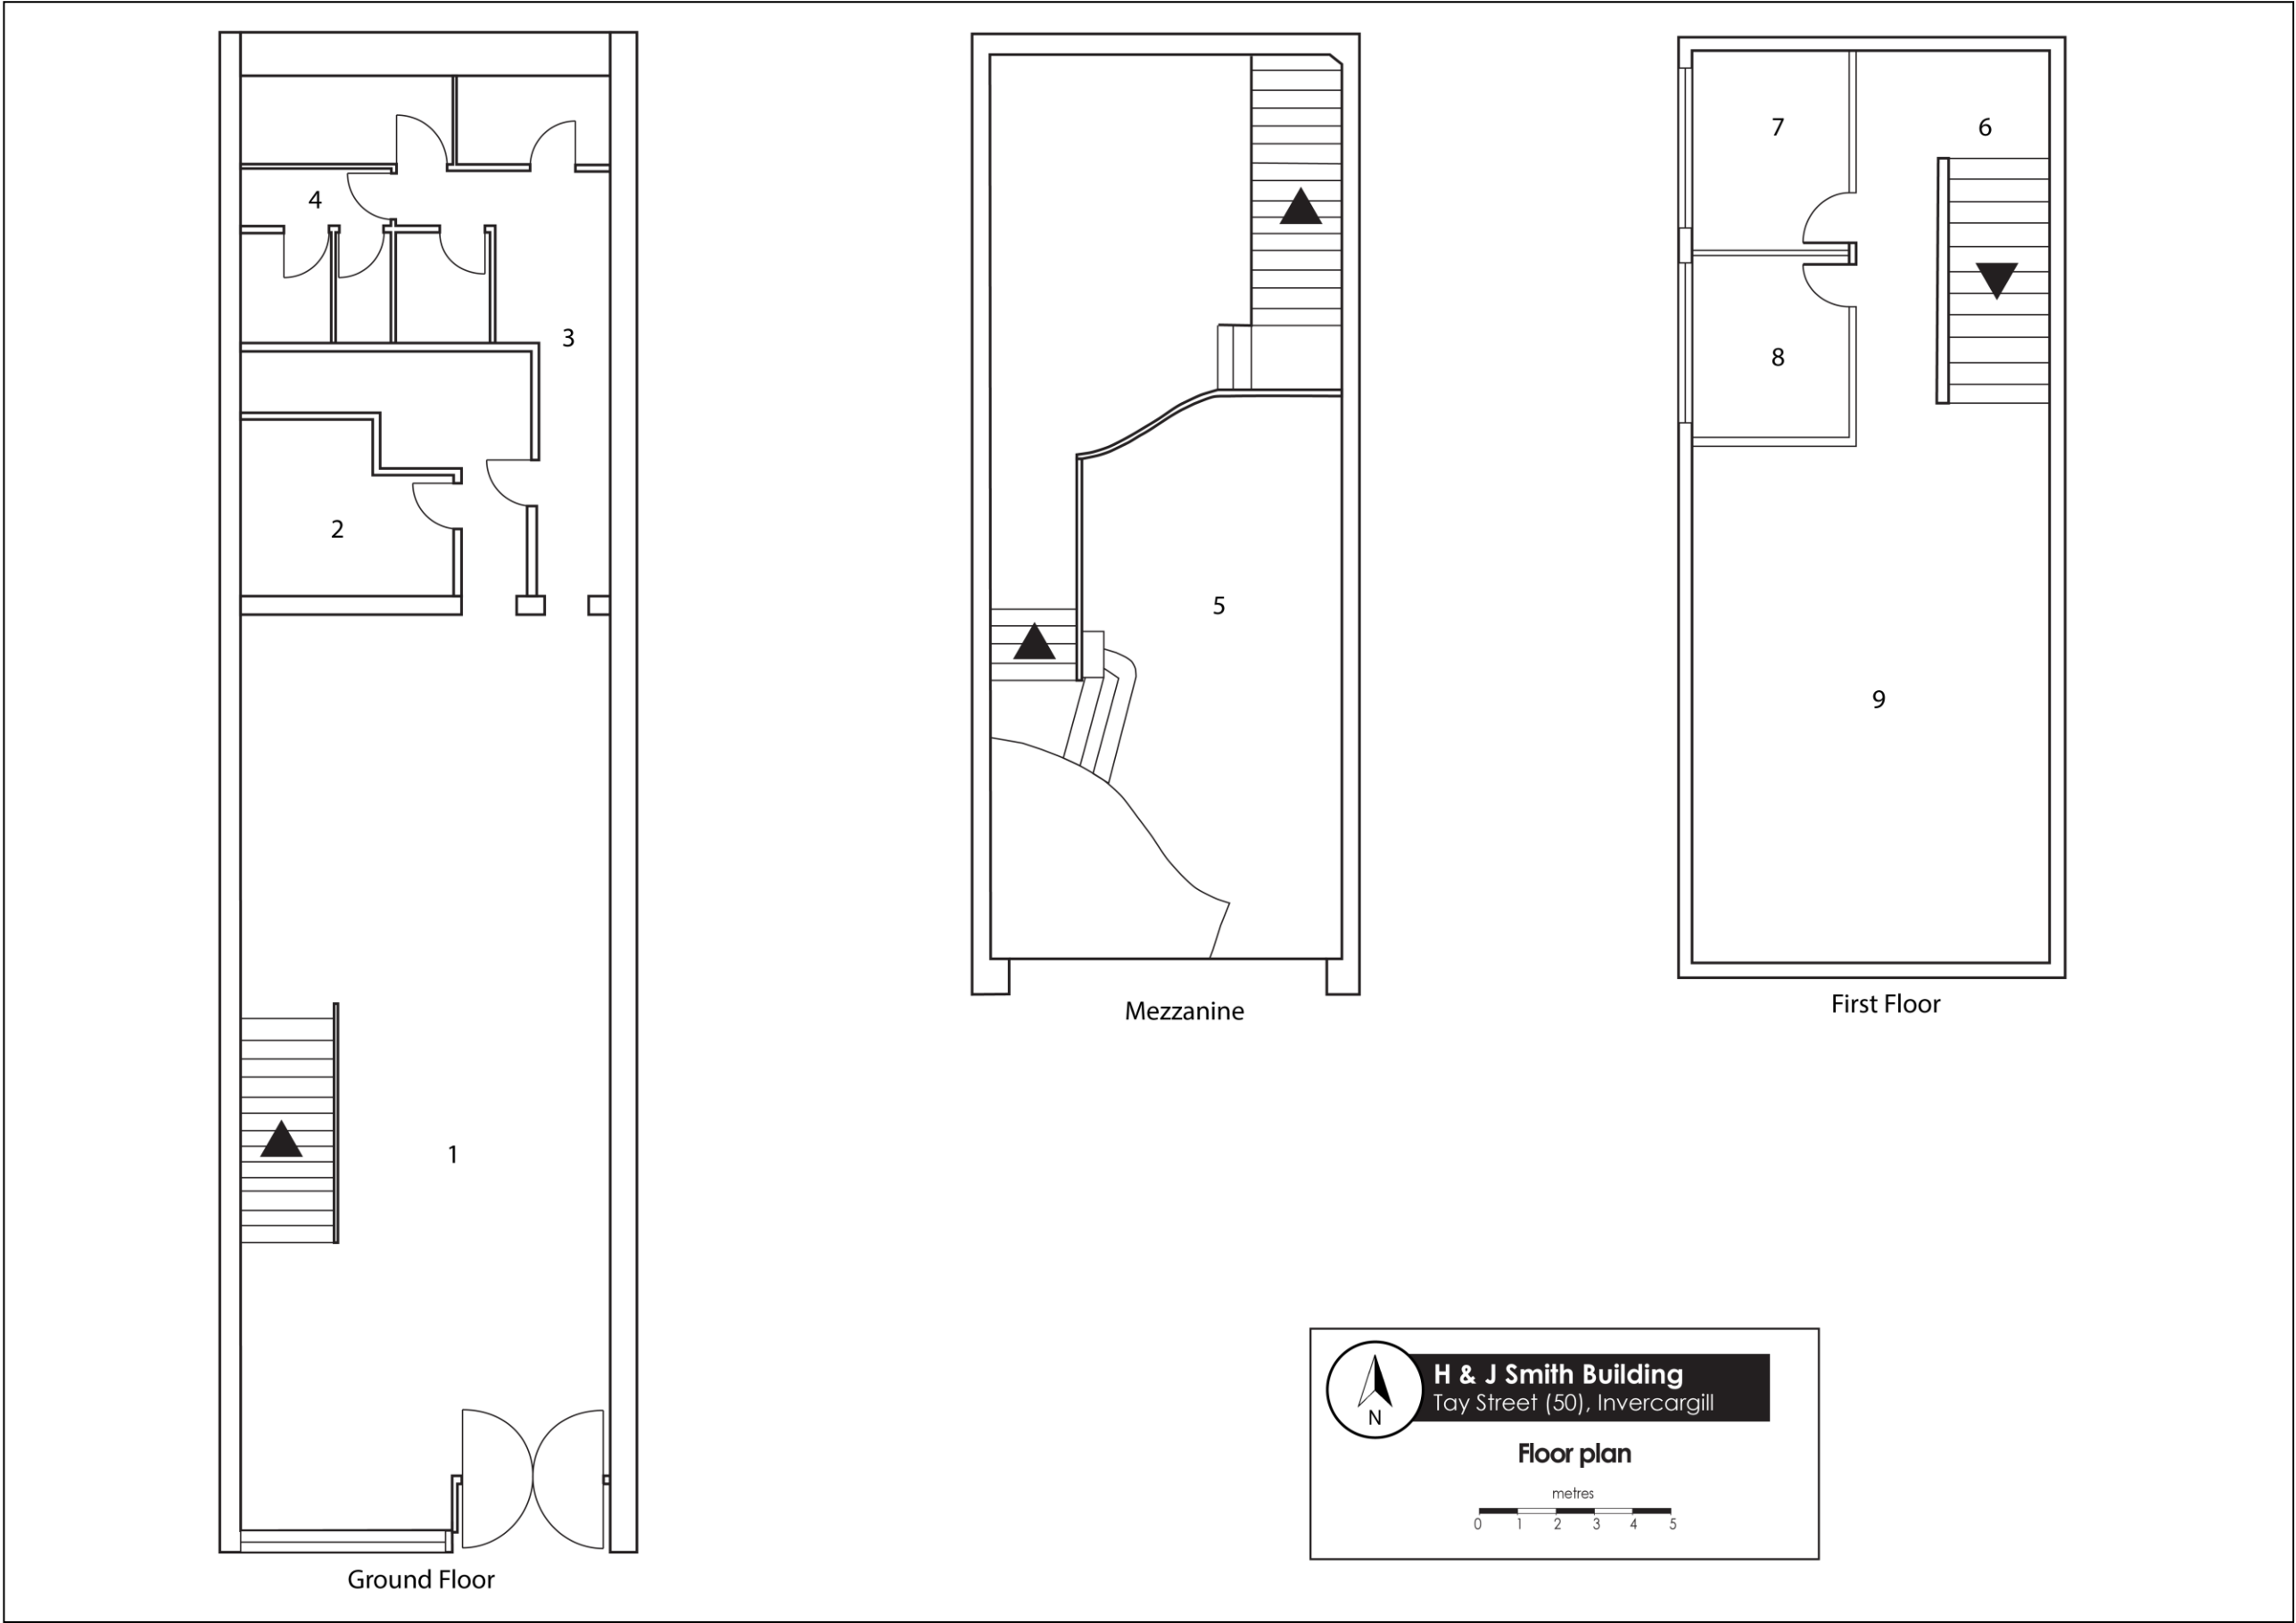 4
3
2
1
Ground Floor
5
Mezzanine
7
6
8
9
First Floor
N
H & J Smith Building
Tay Street (50), Invercargill
Floor plan
metres
0 1 2 3 4 5